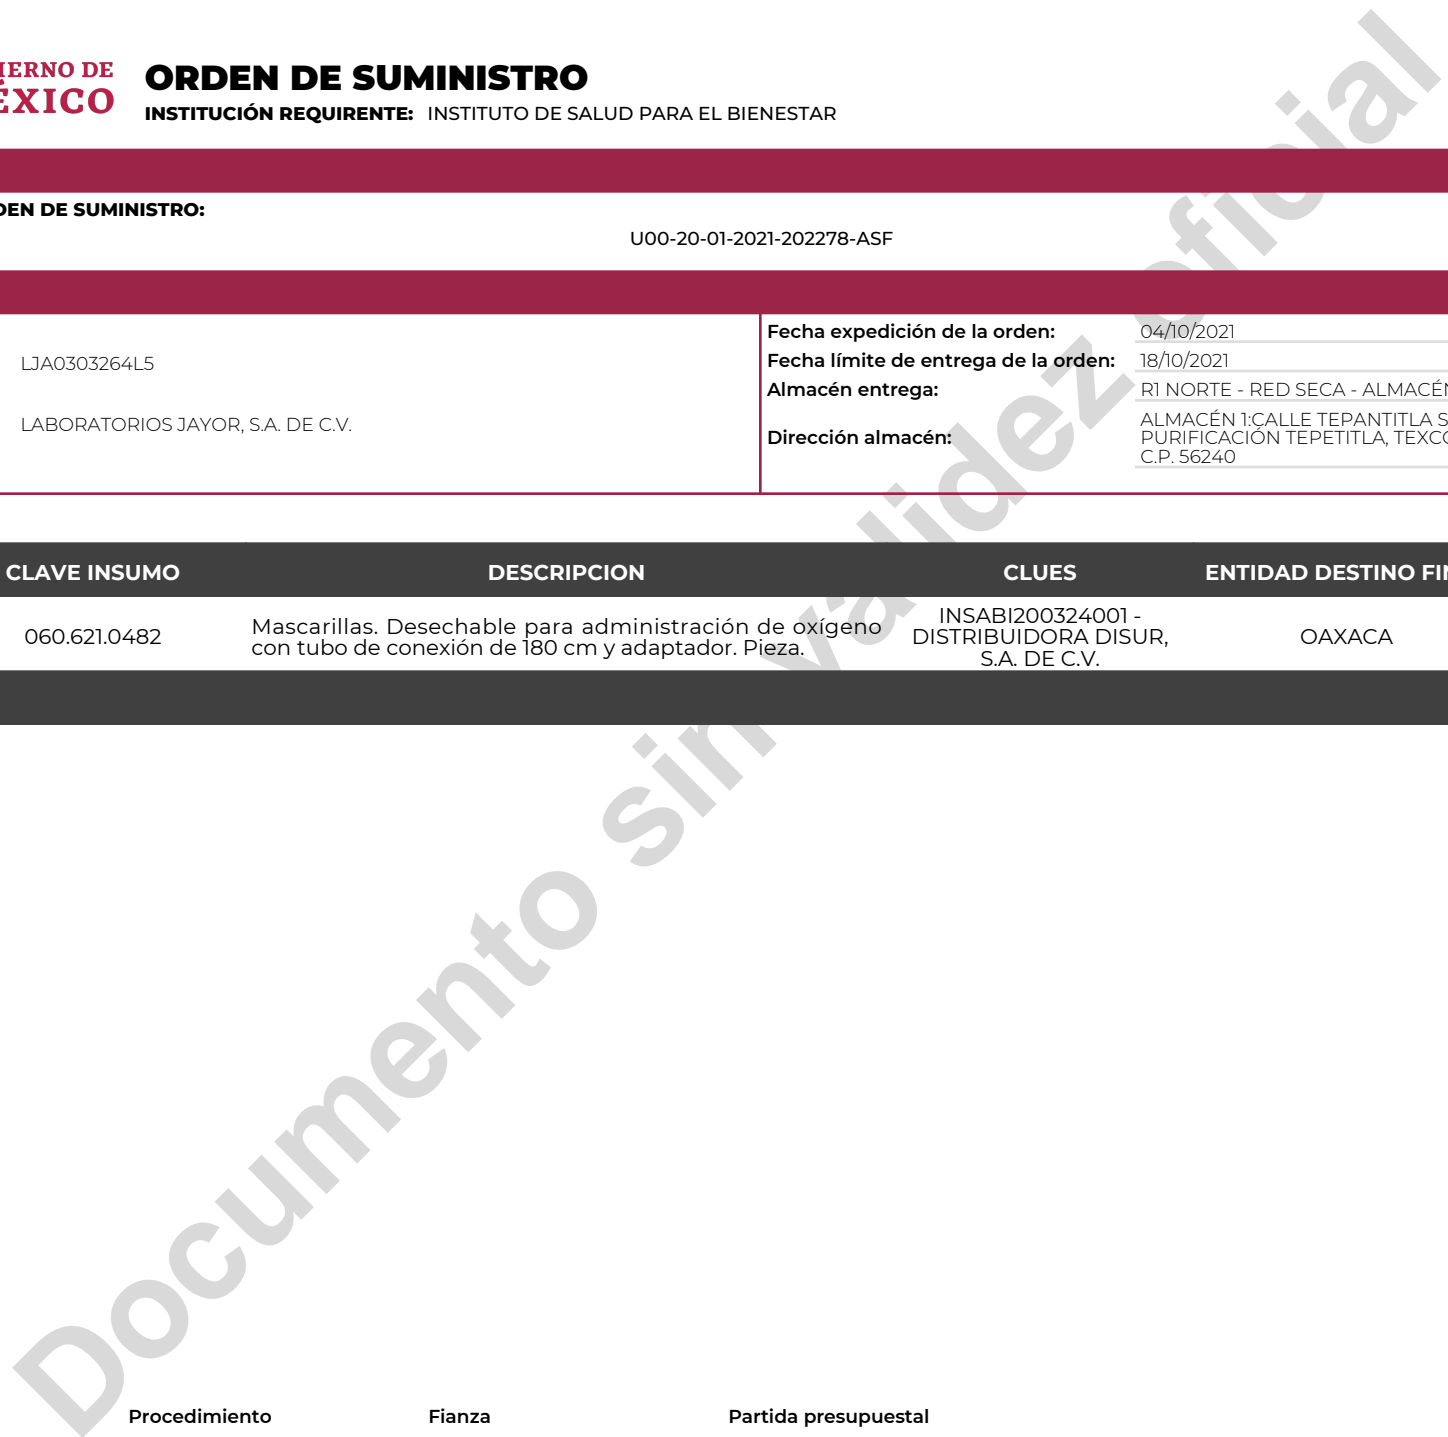 IERNO DE
ÉXICO
ORDEN DE SUMINISTRO
INSTITUCIÓN REQUIRENTE: INSTITUTO DE SALUD PARA EL BIENESTAR
DEN DE SUMINISTRO:
U00-20-01-2021-202278-ASF
LJA0303264L5
LABORATORIOS JAYOR, S.A. DE C.V.
Fecha expedición de la orden: 04/10/2021
Fecha límite de entrega de la orden: 18/10/2021
Almacén entrega: R1 NORTE - RED SECA - ALMACÉN
Dirección almacén: ALMACÉN 1:CALLE TEPANTITLA S
PURIFICACIÓN TEPETITLA, TEXCO
C.P. 56240
CLAVE INSUMO DESCRIPCION CLUES ENTIDAD DESTINO FIN
060.621.0482
Mascarillas. Desechable para administración de oxígeno
con tubo de conexión de 180 cm y adaptador. Pieza.
INSABI200324001 -
DISTRIBUIDORA DISUR,
S.A. DE C.V.
OAXACA
Documento sin validez oficial
Procedimiento Fianza Partida presupuestal